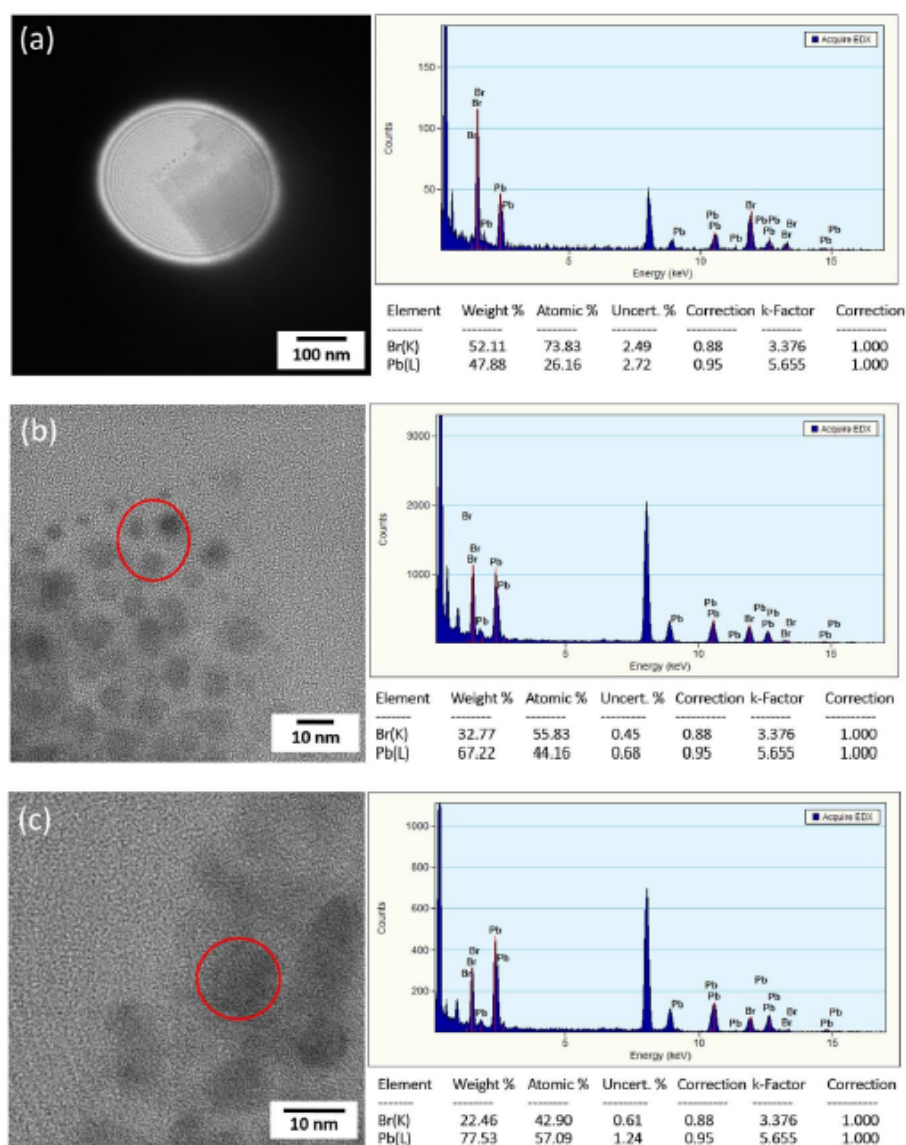 (a)
Acquire EDX
150
100
50
Counts
Br
Br
Br
Pb
Pb
Pb
Pb
Pb
Pb
Pb
Br
Pb Pb
Pb
Br
Br
Pb
Pb
5
10
15
Energy (keV)
100 nm
Element Weight % Atomic % Uncert. % Correction k-Factor Correction
------- -------- -------- --------- ---------- -------- ----------
Br(K) 52.11 73.83 2.49 0.88 3.376 1.000
Pb(L) 47.88 26.16 2.72 0.95 5.655 1.000
(b)
Acquire EDX
3000
2000
1000
Counts
Br
Br
Br
Pb
Pb
Pb
Pb
Pb
Pb
Pb
Br
Pb
Pb
Pb
Br
Br
Pb
Pb
5
10
15
Energy (keV)
10 nm
Element Weight % Atomic % Uncert. % Correction k-Factor Correction
------- -------- -------- --------- ---------- -------- ----------
Br(K) 32.77 55.83 0.45 0.88 3.376 1.000
Pb(L) 67.22 44.16 0.68 0.95 5.655 1.000
(c)
Acquire EDX
1000
800
600
400
200
Counts
Br
Br
Br
Pb
Pb
Pb
Pb
Pb
Pb
Pb
Br
Pb
Pb
Pb
Br
Br
Pb
Pb
5
10
15
Energy (keV)
10 nm
Element Weight % Atomic % Uncert. % Correction k-Factor Correction
------- -------- -------- --------- ---------- -------- ----------
Br(K) 22.46 42.90 0.61 0.88 3.376 1.000
Pb(L) 77.53 57.09 1.24 0.95 5.655 1.000